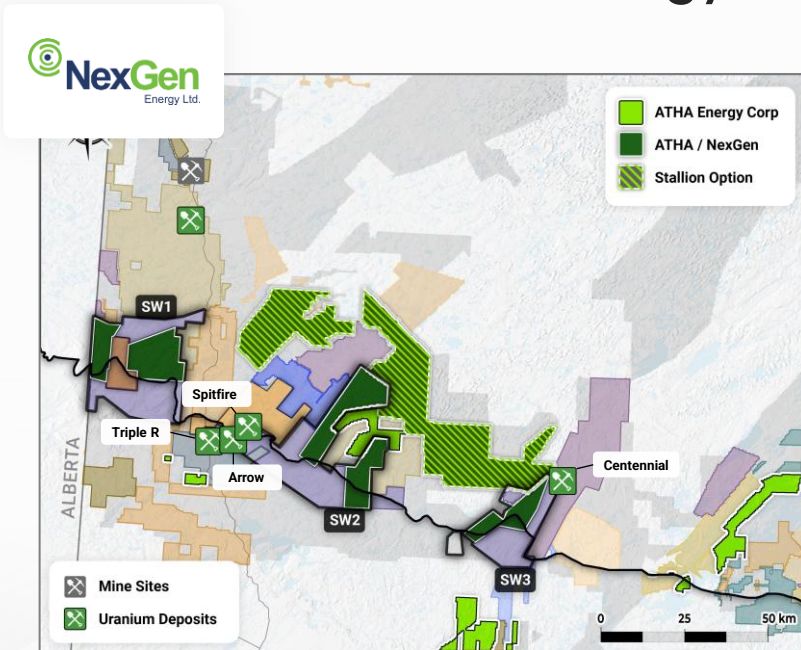 NexGen
Energy Ltd.
ATHA Energy Corp
ATHA / NexGen
Stallion Option
SW1
Spitfire
Triple R
Arrow
Centennial
ALBERTA
SW2
SW3
Mine Sites
Uranium Deposits
0 25 50 km